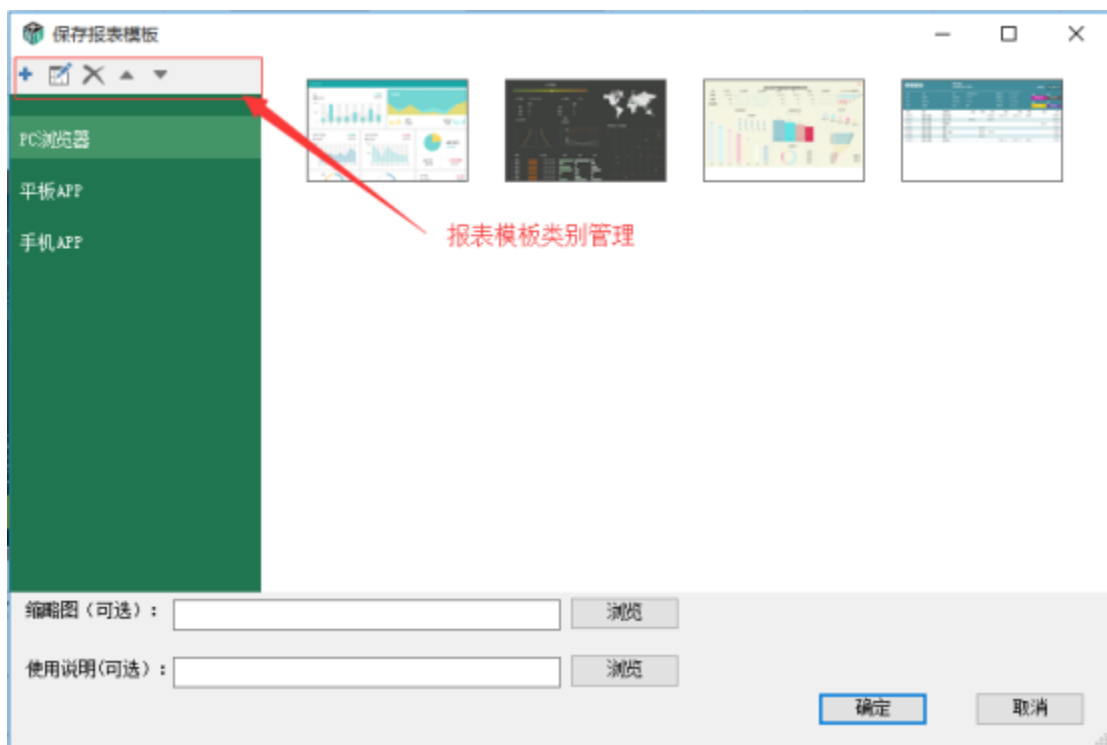 保存报表模板
PC浏览器
平板APP
手机APP
报表模板类别管理
缩略图（可选）：
浏览
使用说明(可选）：
浏览
确定
取消